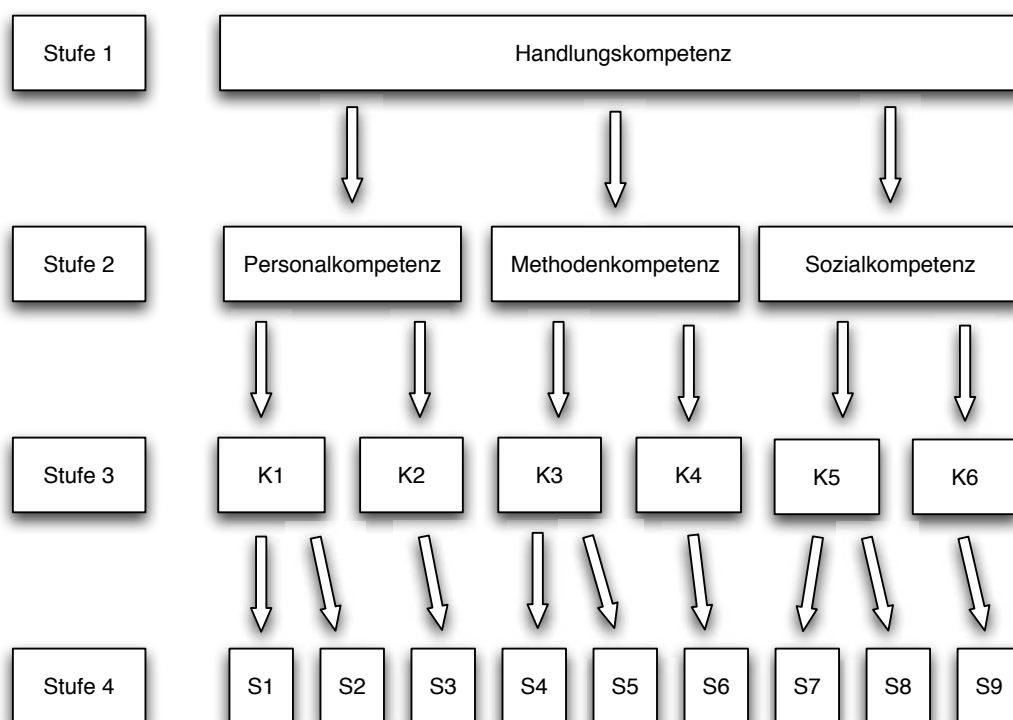 Stufe 1
Handlungskompetenz
Stufe 2
Personalkompetenz
Methodenkompetenz
Sozialkompetenz
Stufe 3
K1
K2
K3
K4
K5
K6
Stufe 4
S1
S2
S3
S4
S5
S6
S7
S8
S9